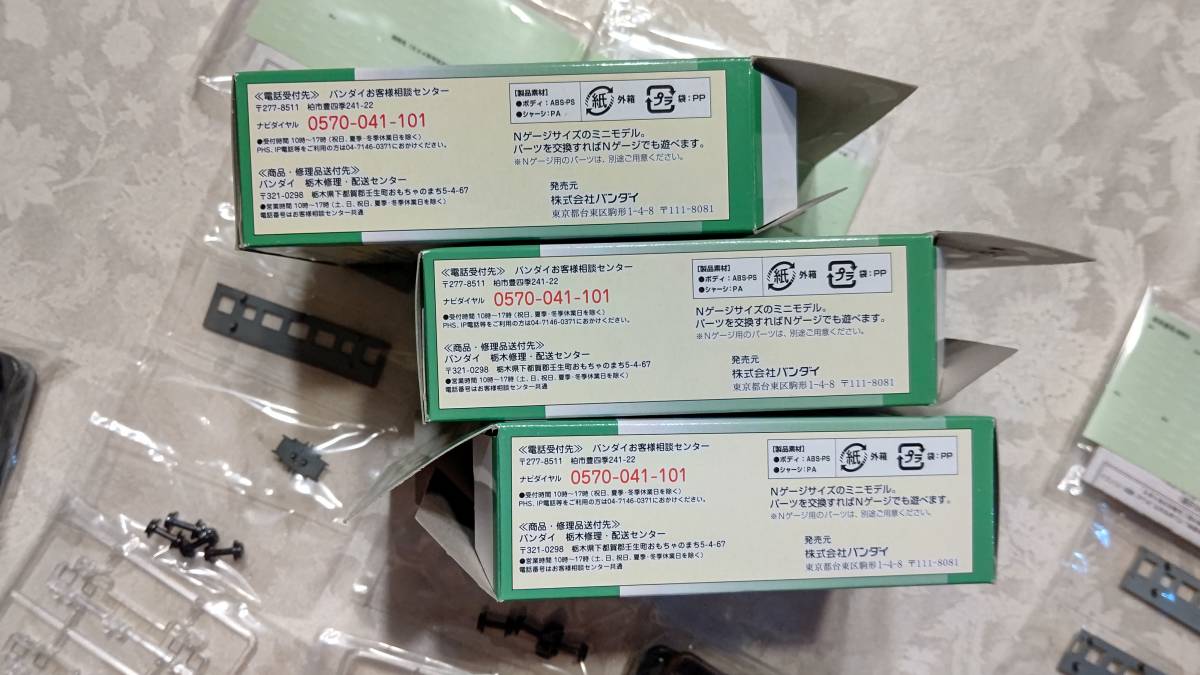 ≪電話受付先≫ バンダイお客様相談センター
〒277-8511 柏市豊四季241-22
ナビダイヤル 0570-041-101
●受付時間 10時〜17時 (祝日、夏季・冬季休業日を除く)
PHS、IP電話等をご利用の方は04-7146-0371におかけください。
≪商品・修理品送付先≫
バンダイ 栃木修理・配送センター
〒321-0298 栃木県下都賀郡壬生町おもちゃのまち5-4-67
●営業時間 10時〜17時 (土、日、祝日、夏季・冬季休業日を除く)
電話番号はお客様相談センター共通
【製品素材】
●ボディ:ABS・PS
●シャーシ:PA
紙 外箱
プラ 袋:PP
Nゲージサイズのミニモデル。
パーツを交換すればNゲージでも遊べます。
※Nゲージ用のパーツは、別途ご用意ください。
発売元
株式会社バンダイ
東京都台東区駒形1-4-8 〒111-8081
≪電話受付先≫ バンダイお客様相談センター
〒277-8511 柏市豊四季241-22
ナビダイヤル 0570-041-101
●受付時間 10時〜17時 (祝日、夏季・冬季休業日を除く)
PHS、IP電話等をご利用の方は04-7146-0371におかけください。
≪商品・修理品送付先≫
バンダイ 栃木修理・配送センター
〒321-0298 栃木県下都賀郡壬生町おもちゃのまち5-4-67
●営業時間 10時〜17時 (土、日、祝日、夏季・冬季休業日を除く)
電話番号はお客様相談センター共通
【製品素材】
●ボディ:ABS・PS
●シャーシ:PA
紙 外箱
プラ 袋:PP
Nゲージサイズのミニモデル。
パーツを交換すればNゲージでも遊べます。
※Nゲージ用のパーツは、別途ご用意ください。
発売元
株式会社バンダイ
東京都台東区駒形1-4-8 〒111-8081
≪電話受付先≫ バンダイお客様相談センター
〒277-8511 柏市豊四季241-22
ナビダイヤル 0570-041-101
●受付時間 10時〜17時 (祝日、夏季・冬季休業日を除く)
PHS、IP電話等をご利用の方は04-7146-0371におかけください。
≪商品・修理品送付先≫
バンダイ 栃木修理・配送センター
〒321-0298 栃木県下都賀郡壬生町おもちゃのまち5-4-67
●営業時間 10時〜17時 (土、日、祝日、夏季・冬季休業日を除く)
電話番号はお客様相談センター共通
【製品素材】
●ボディ:ABS・PS
●シャーシ:PA
紙 外箱
プラ 袋:PP
Nゲージサイズのミニモデル。
パーツを交換すればNゲージでも遊べます。
※Nゲージ用のパーツは、別途ご用意ください。
発売元
株式会社バンダイ
東京都台東区駒形1-4-8 〒111-8081